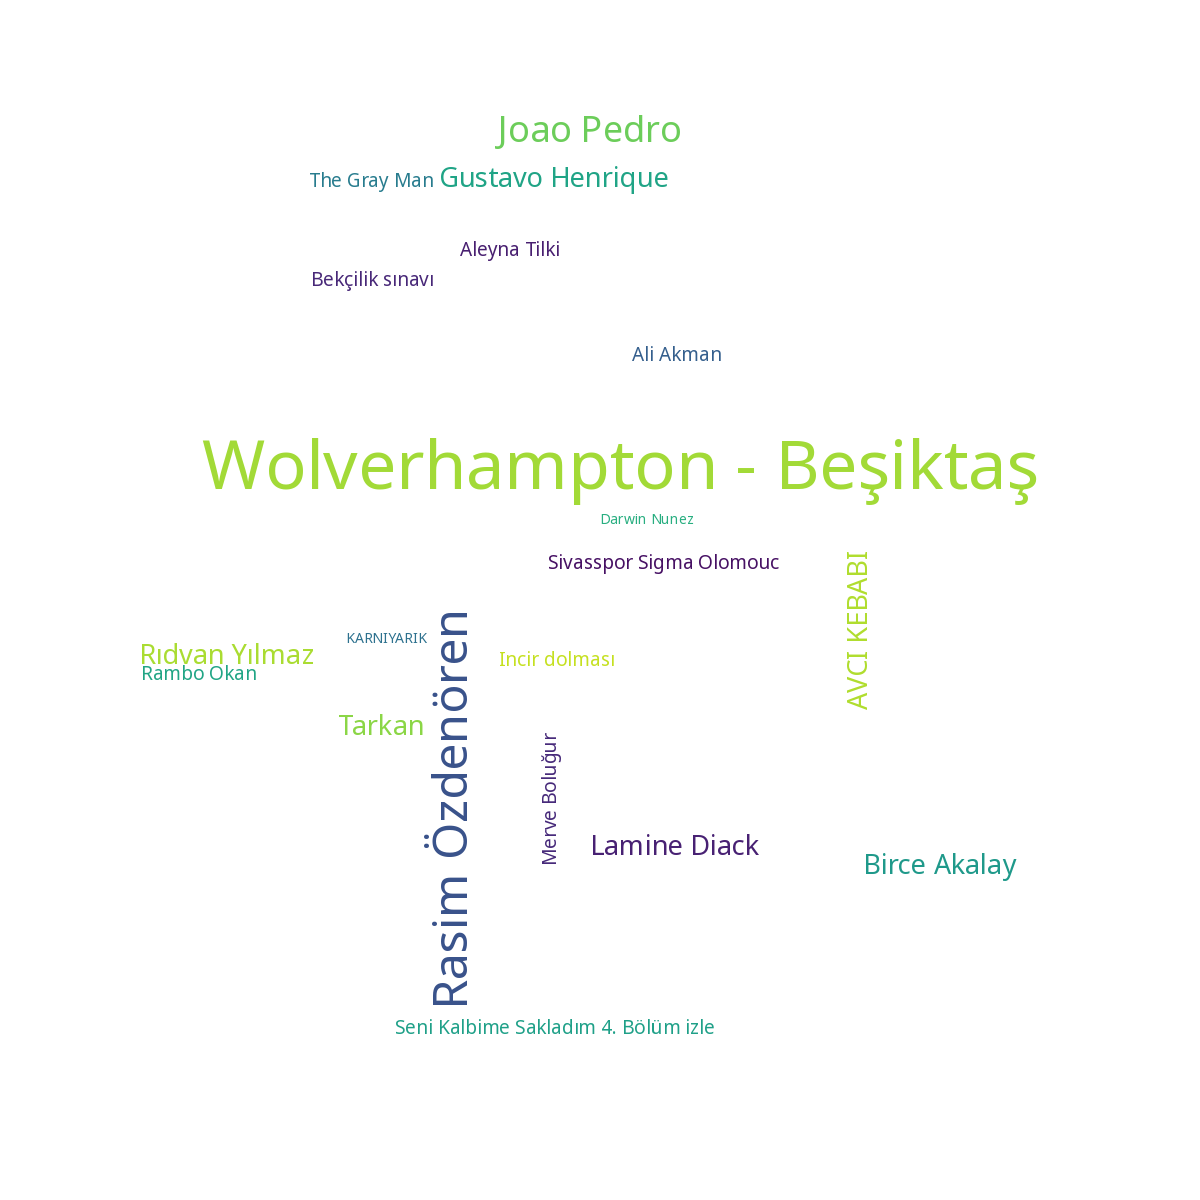 Joao Pedro
The Gray Man
Gustavo Henrique
Aleyna Tilki
Bekçilik sınavı
Ali Akman
Wolverhampton - Beşiktaş
Darwin Nunez
Sivasspor Sigma Olomouc
AVCI KEBABI
KARNIYARIK
Rıdvan Yılmaz
Rambo Okan
İncir dolması
Tarkan
Rasim Özdenören
Merve Boluğur
Lamine Diack
Birce Akalay
Seni Kalbime Sakladım 4. Bölüm izle